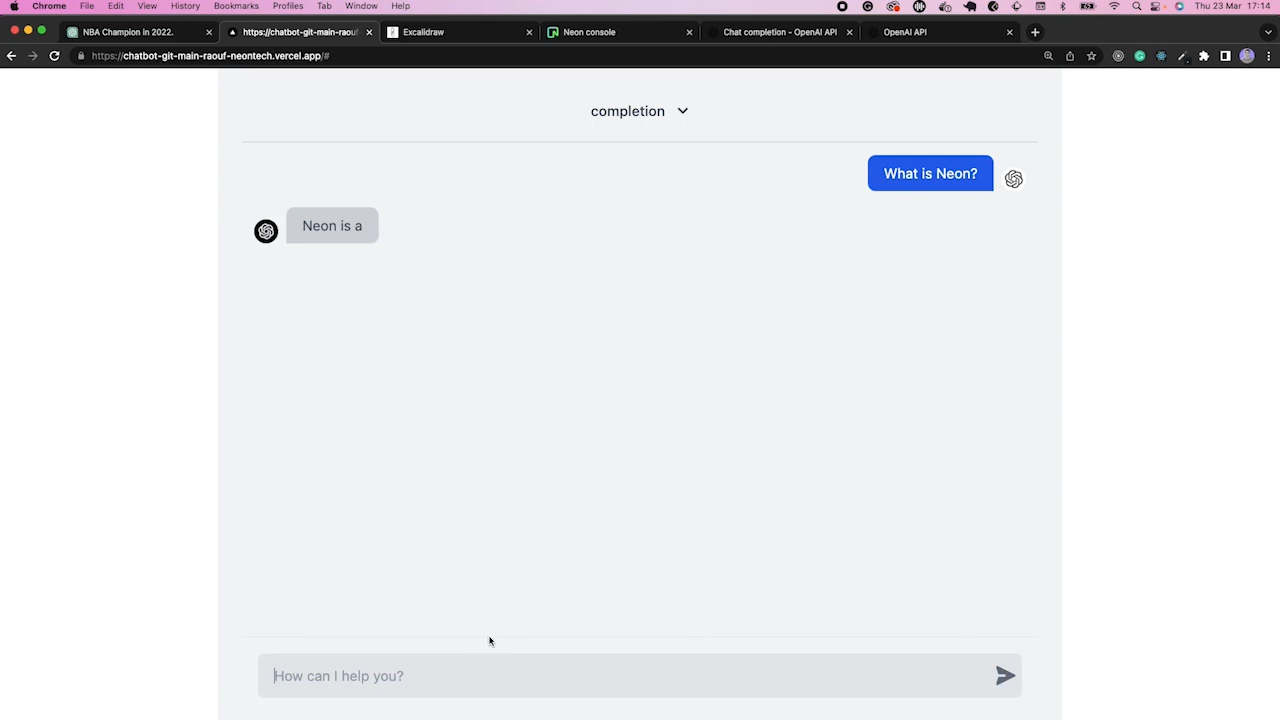 Chrome File Edit View History Bookmarks Profiles Tab Window Help Thu 23 Mar 17:14
NBA Champion in 2022. https://chatbot-git-main-raouf Excalidraw Neon console Chat completion - OpenAI API OpenAI API
https://chatbot-git-main-raouf-neontech.vercel.app/#
completion
What is Neon?
Neon is a
How can I help you?